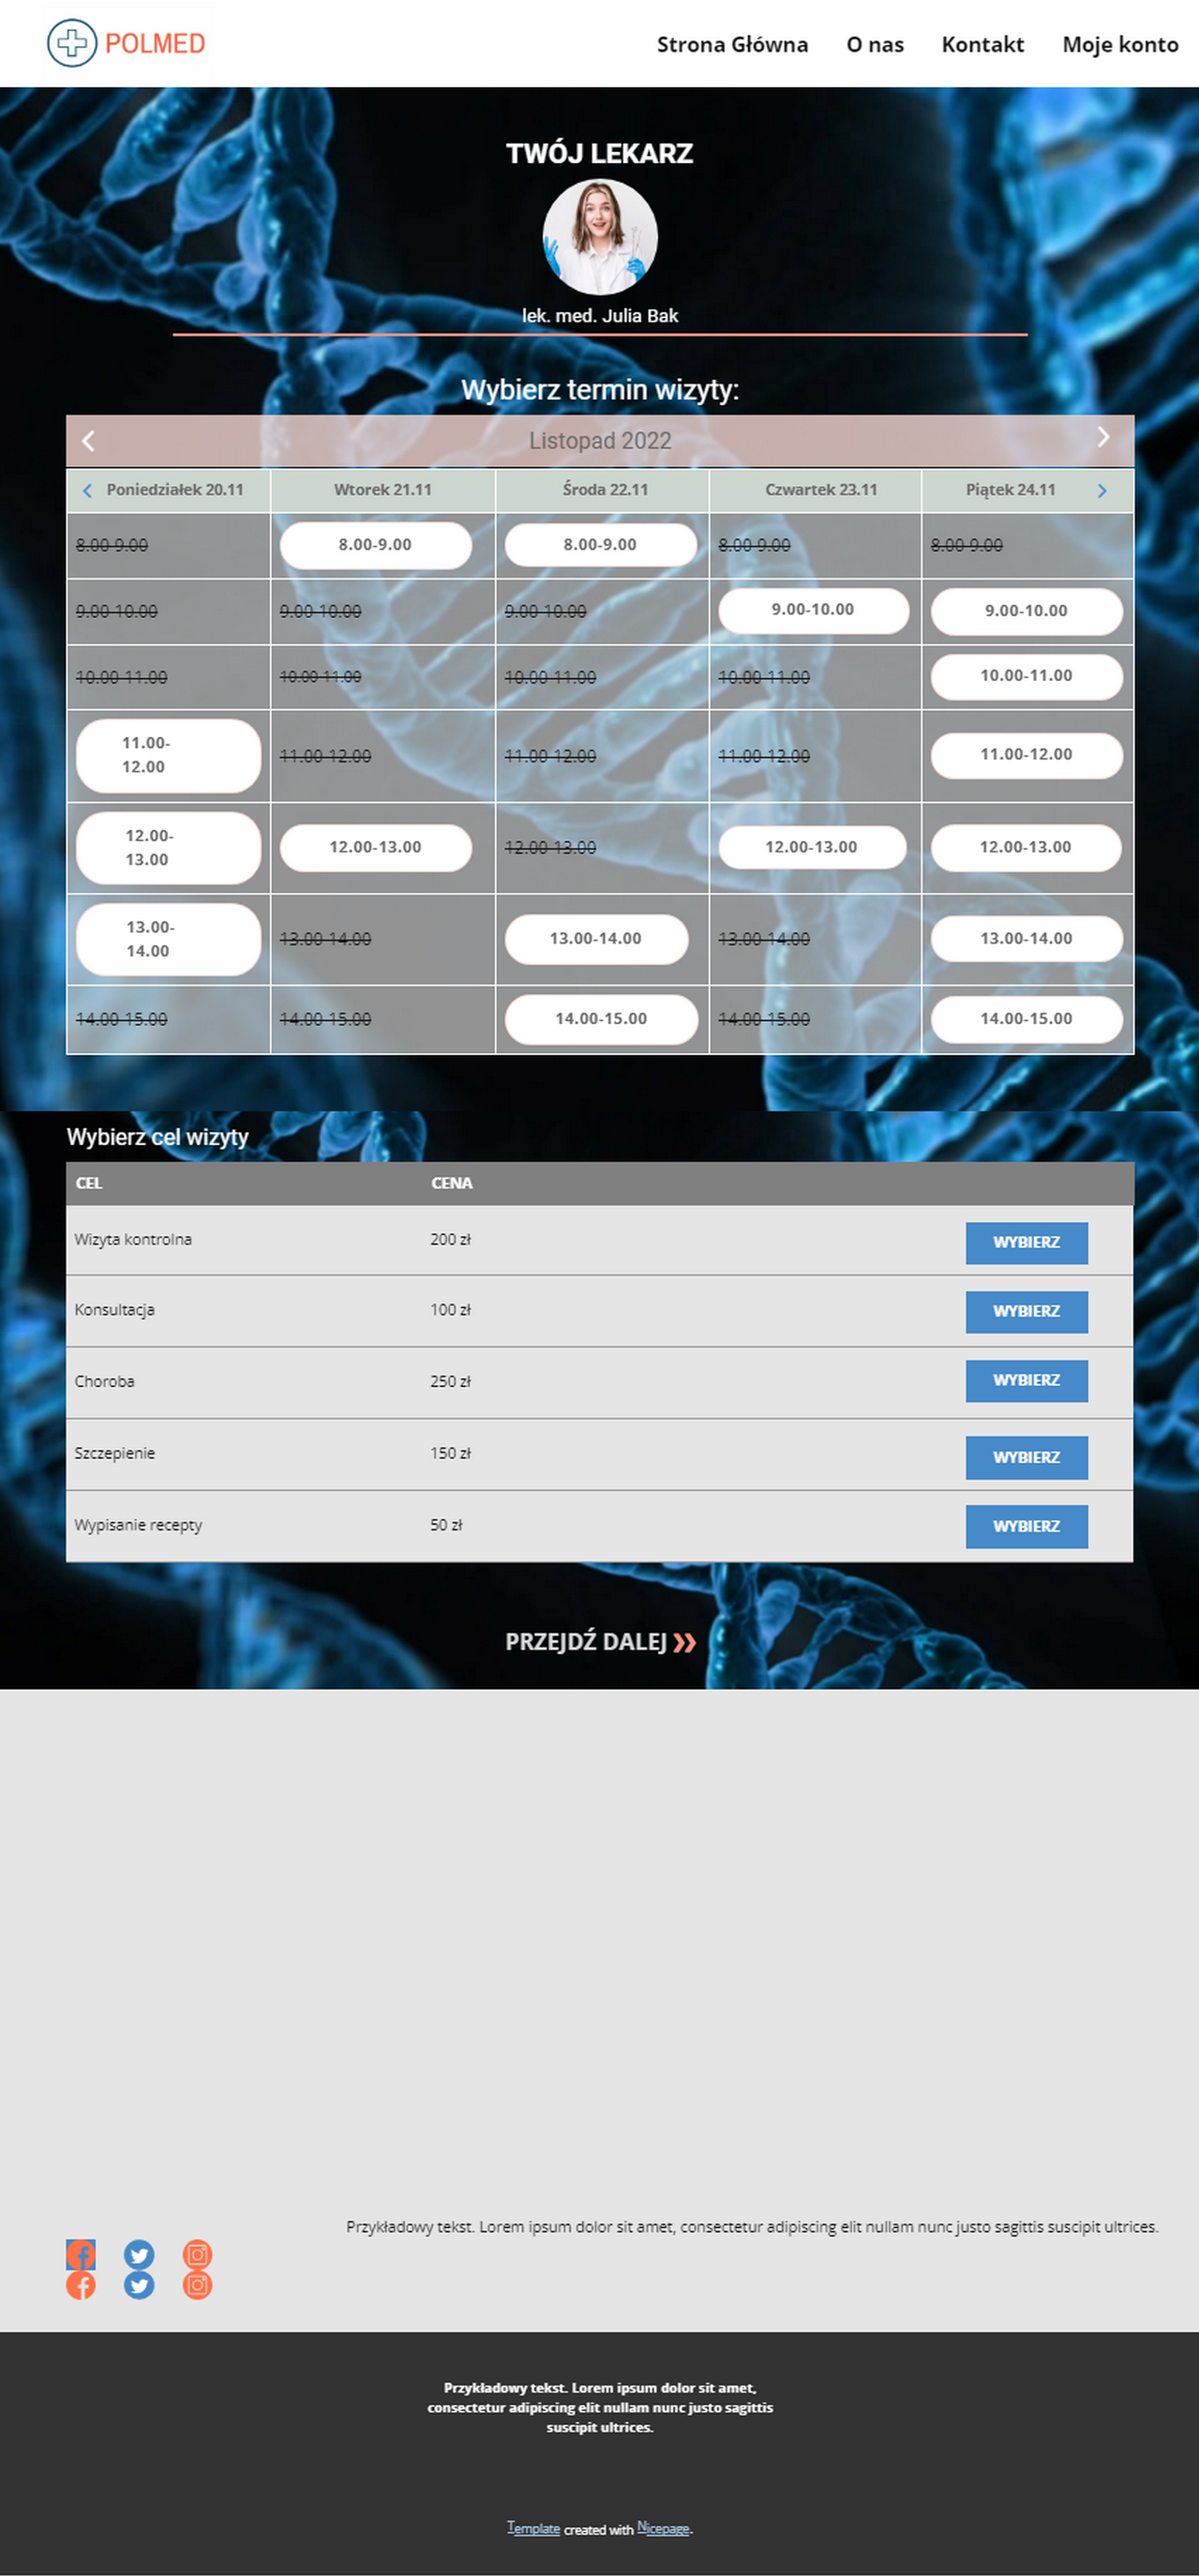 POLMED
Strona Główna O nas Kontakt Moje konto
TWÓJ LEKARZ
lek. med. Julia Bak
Wybierz termin wizyty:
Listopad 2022
Poniedziałek 20.11 Wtorek 21.11 Środa 22.11 Czwartek 23.11 Piątek 24.11
8.00-9.00 8.00-9.00 8.00-9.00 8.00-9.00 8.00-9.00
9.00-10.00 9.00-10.00 9.00-10.00 9.00-10.00 9.00-10.00
10.00-11.00 10.00-11.00 10.00-11.00 10.00-11.00 10.00-11.00
11.00-
12.00 11.00-12.00 11.00-12.00 11.00-12.00 11.00-12.00
12.00-
13.00 12.00-13.00 12.00-13.00 12.00-13.00 12.00-13.00
13.00-
14.00 13.00-14.00 13.00-14.00 13.00-14.00 13.00-14.00
14.00-15.00 14.00-15.00 14.00-15.00 14.00-15.00 14.00-15.00
Wybierz cel wizyty
CEL CENA
Wizyta kontrolna 200 zł WYBIERZ
Konsultacja 100 zł WYBIERZ
Choroba 250 zł WYBIERZ
Szczepienie 150 zł WYBIERZ
Wypisanie recepty 50 zł WYBIERZ
PRZEJDŹ DALEJ
Przykładowy tekst. Lorem ipsum dolor sit amet, consectetur adipiscing elit nullam nunc justo sagittis suscipit ultrices.
Przykładowy tekst. Lorem ipsum dolor sit amet,
consectetur adipiscing elit nullam nunc justo sagittis
suscipit ultrices.
Template created with Nicepage.